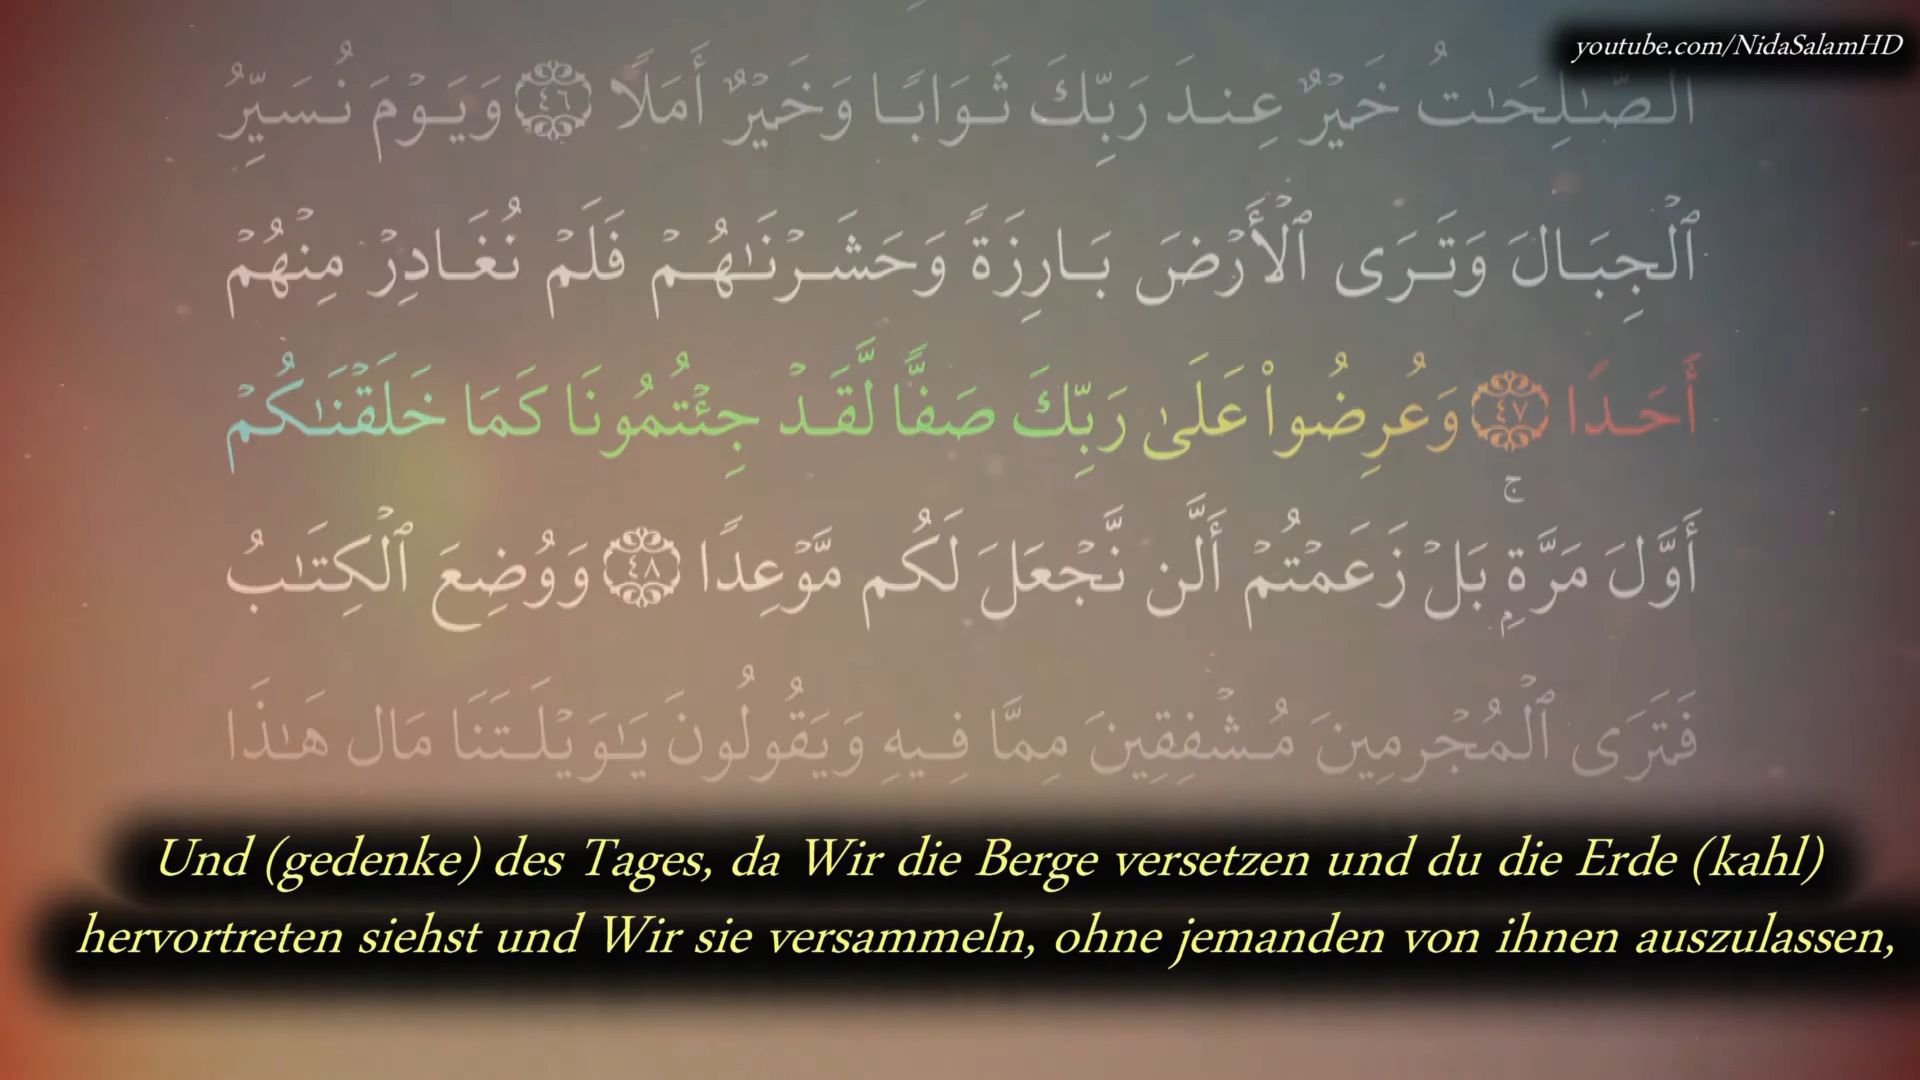 youtube.com/NidaSalamHD
ٱلصَّـٰلِحَـٰتُ خَيْرٌ عِندَ رَبِّكَ ثَوَابًا وَخَيْرٌ أَمَلًا ٤٦ وَيَوْمَ نُسَيِّرُ
ٱلْجِبَالَ وَتَرَى ٱلْأَرْضَ بَارِزَةً وَحَشَرْنَـٰهُمْ فَلَمْ نُغَادِرْ مِنْهُمْ
أَحَدًا ٤٧ وَعُرِضُوا۟ عَلَىٰ رَبِّكَ صَفًّا لَّقَدْ جِئْتُمُونَا كَمَا خَلَقْنَـٰكُمْ
أَوَّلَ مَرَّةٍۭ ۚ بَلْ زَعَمْتُمْ أَلَّن نَّجْعَلَ لَكُم مَّوْعِدًا ٤٨ وَوُضِعَ ٱلْكِتَـٰبُ
فَتَرَى ٱلْمُجْرِمِينَ مُشْفِقِينَ مِمَّا فِيهِ وَيَقُولُونَ يَـٰوَيْلَتَنَا مَالِ هَـٰذَا
Und (gedenke) des Tages, da Wir die Berge versetzen und du die Erde (kahl)
hervortreten siehst und Wir sie versammeln, ohne jemanden von ihnen auszulassen,